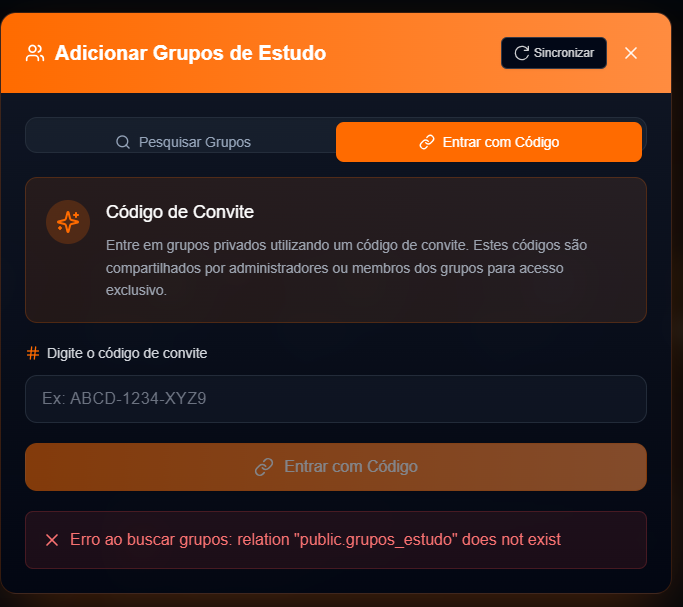 Adicionar Grupos de Estudo
Sincronizar
Pesquisar Grupos
Entrar com Código
Código de Convite
Entre em grupos privados utilizando um código de convite. Estes códigos são
compartilhados por administradores ou membros dos grupos para acesso
exclusivo.
# Digite o código de convite
Ex: ABCD-1234-XYZ9
Entrar com Código
Erro ao buscar grupos: relation "public.grupos_estudo" does not exist